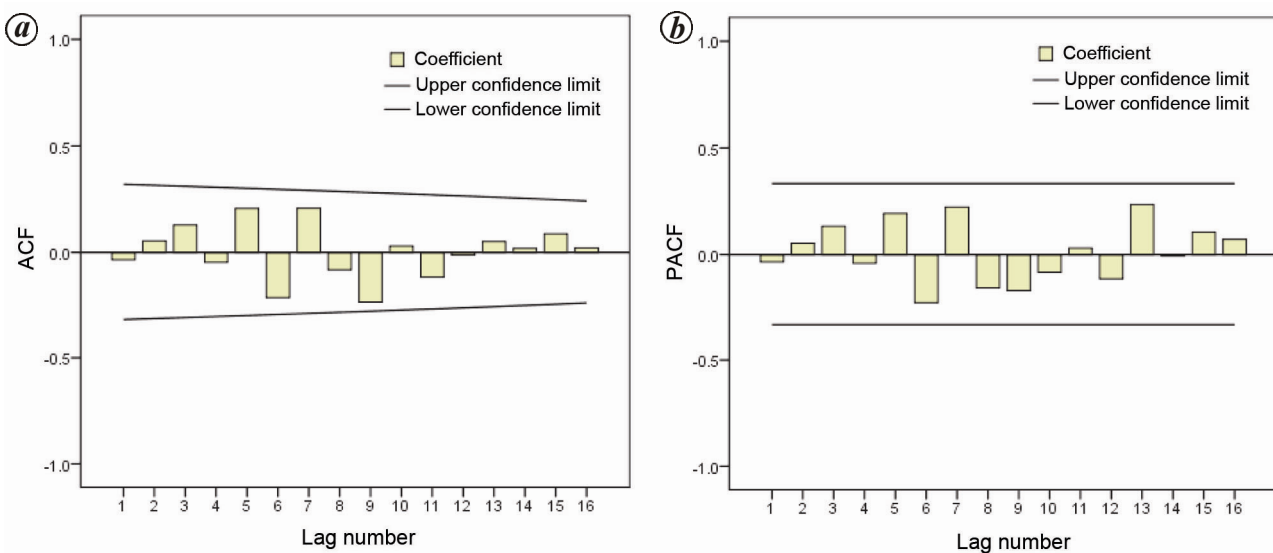 a
1.0
0.5
0.0
-0.5
-1.0
ACF
Coefficient
Upper confidence limit
Lower confidence limit
1 2 3 4 5 6 7 8 9 10 11 12 13 14 15 16
Lag number
b
1.0
0.5
0.0
-0.5
-1.0
PACF
Coefficient
Upper confidence limit
Lower confidence limit
1 2 3 4 5 6 7 8 9 10 11 12 13 14 15 16
Lag number